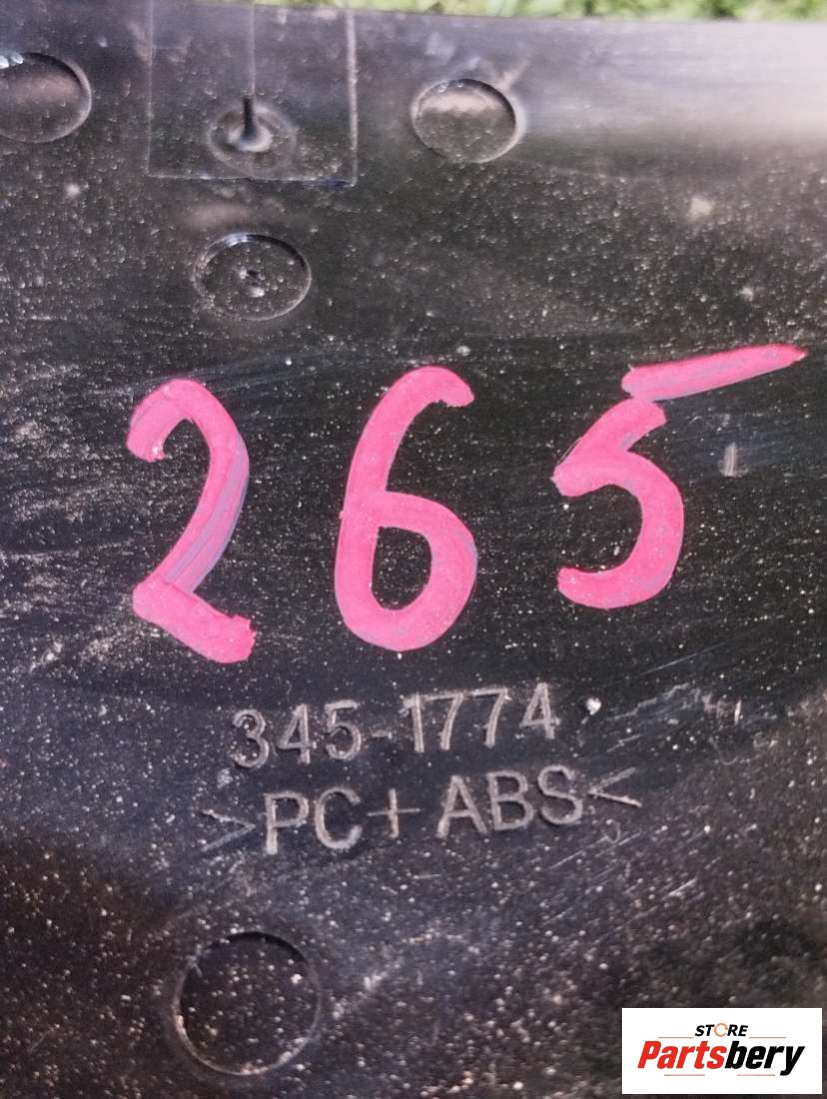 265
345-1774
>PC+ABS<
STORE
Partsbery